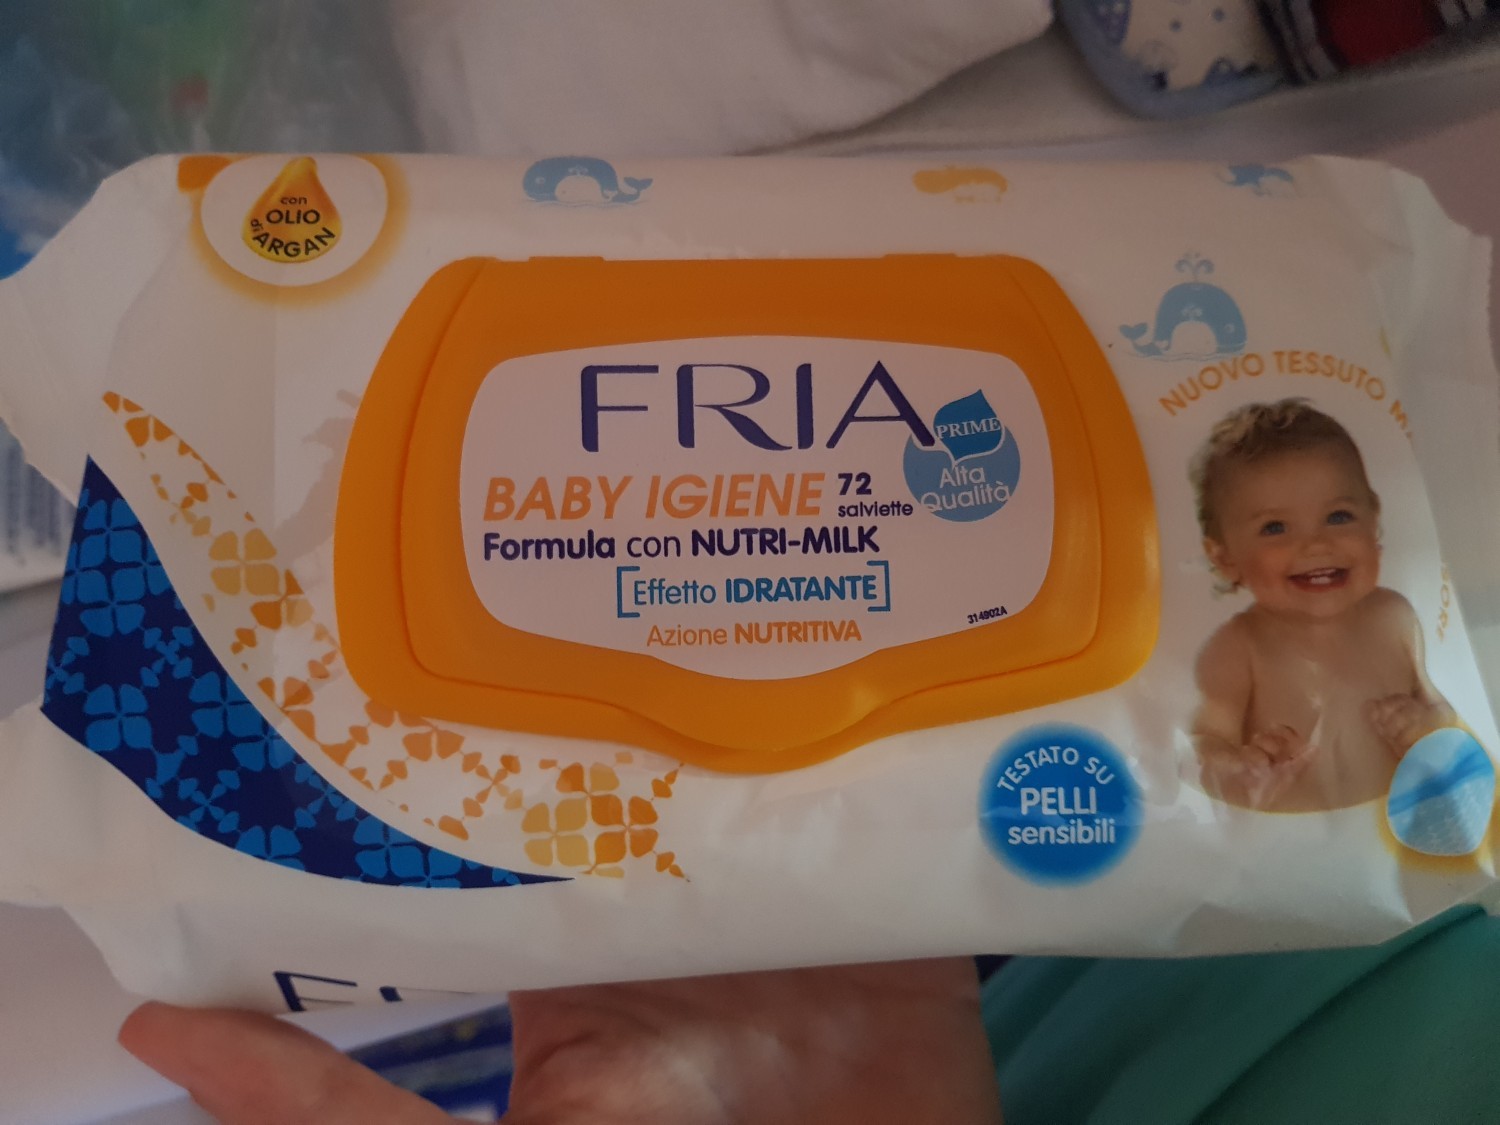 con
OLIO
di
ARGAN
FRIA
PRIME
Alta
Qualità
BABY IGIENE
72
salviette
Formula con NUTRI-MILK
[Effetto IDRATANTE]
Azione NUTRITIVA
314902A
NUOVO TESSUTO
TESTATO SU
PELLI
sensibili